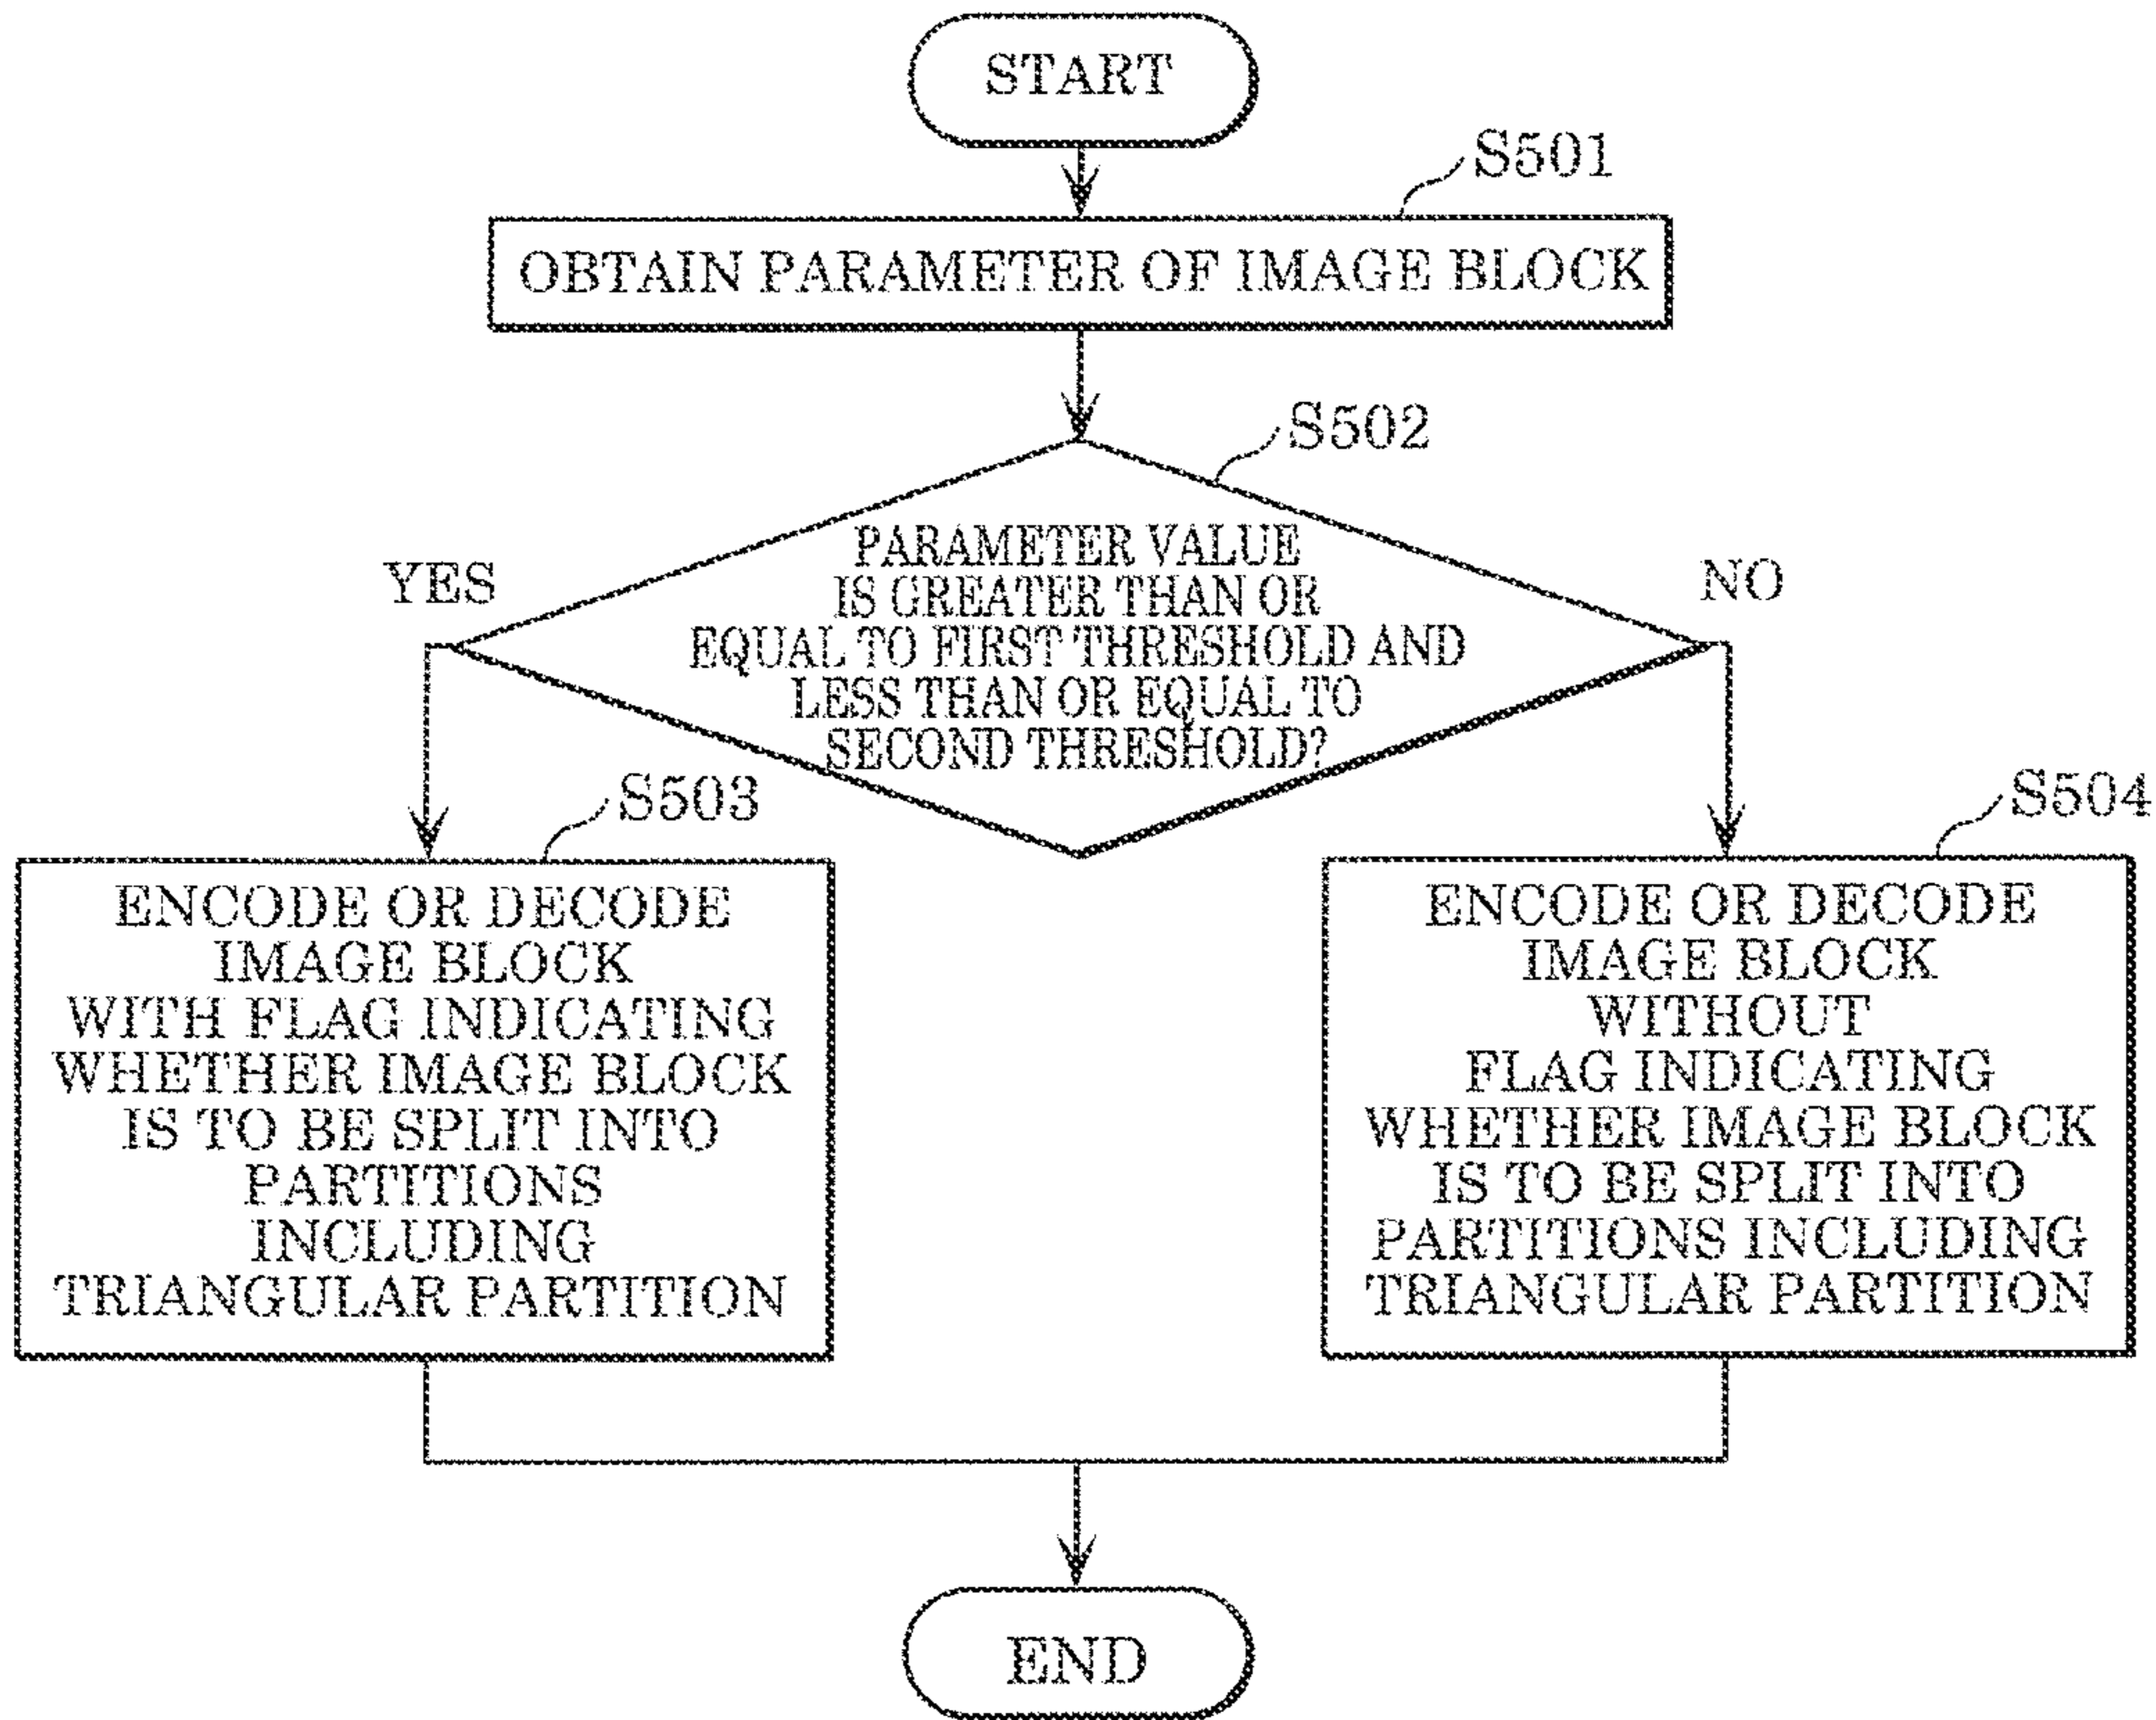 START
S501
OBTAIN PARAMETER OF IMAGE BLOCK
S502
PARAMETER VALUE
IS GREATER THAN OR
EQUAL TO FIRST THRESHOLD AND
LESS THAN OR EQUAL TO
SECOND THRESHOLD?
YES
NO
S503
ENCODE OR DECODE
IMAGE BLOCK
WITH FLAG INDICATING
WHETHER IMAGE BLOCK
IS TO BE SPLIT INTO
PARTITIONS
INCLUDING
TRIANGULAR PARTITION
S504
ENCODE OR DECODE
IMAGE BLOCK
WITHOUT
FLAG INDICATING
WHETHER IMAGE BLOCK
IS TO BE SPLIT INTO
PARTITIONS INCLUDING
TRIANGULAR PARTITION
END